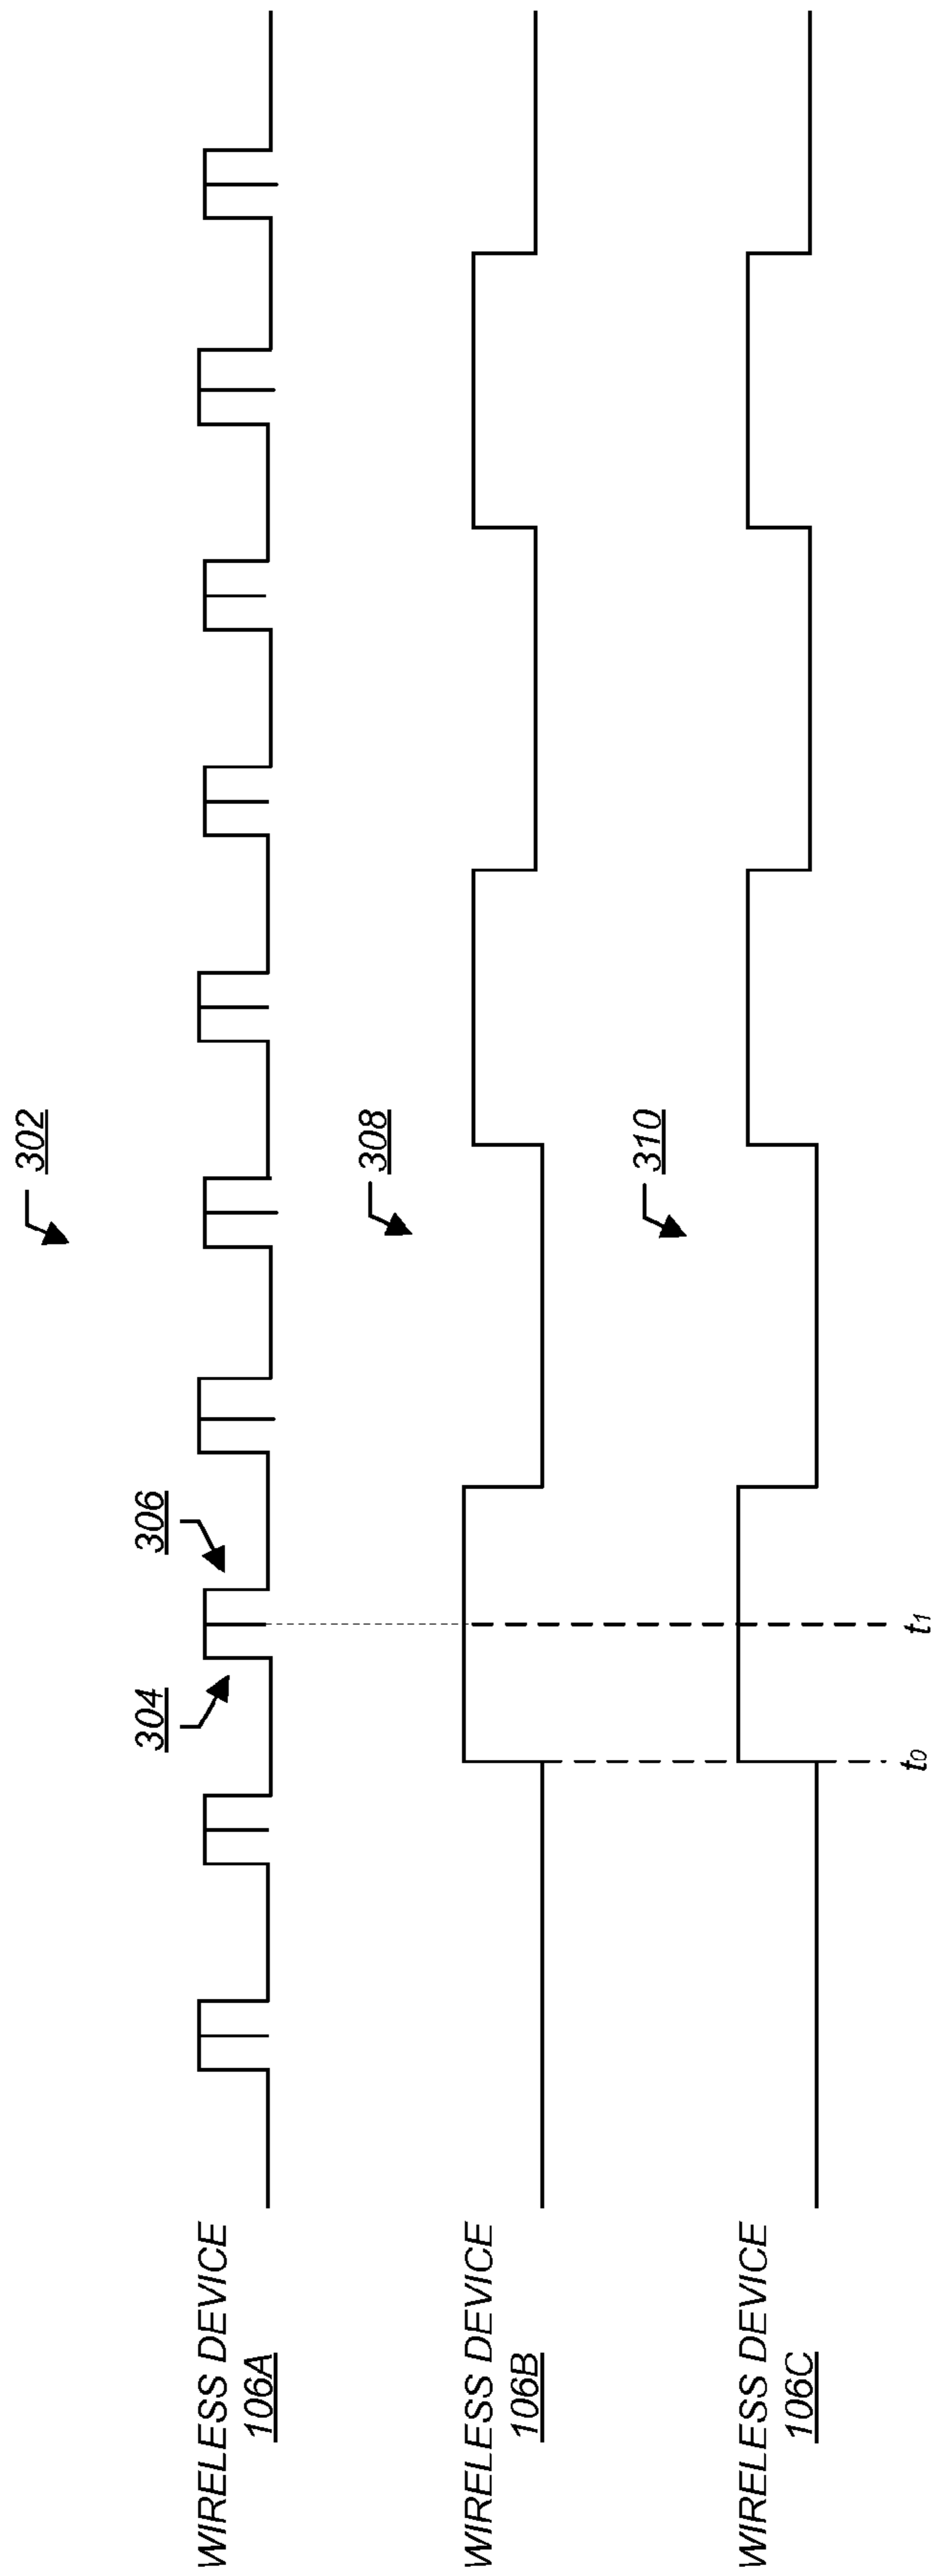 302
304
306
WIRELESS DEVICE
106A
308
WIRELESS DEVICE
106B
310
WIRELESS DEVICE
106C
t0
t1